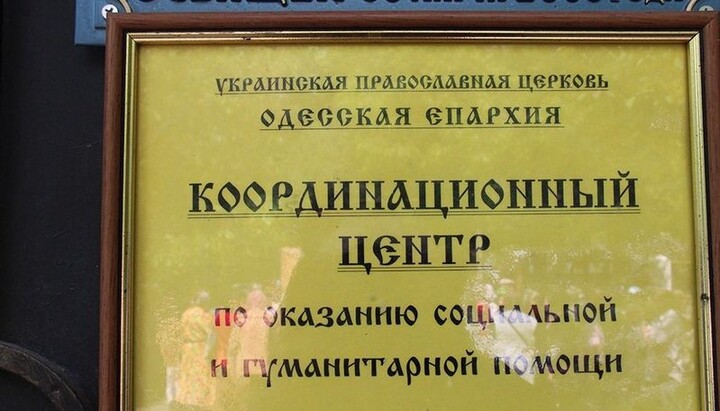 УКРАИНСКАЯ ПРАВОСЛАВНАЯ ЦЕРКОВЬ
ОДЕССКАЯ ЕПАРХИЯ
КООРДИНАЦИОННЫЙ
ЦЕНТР
ПО ОКАЗАНИЮ СОЦИАЛЬНОЙ
И ГУМАНИТАРНОЙ ПОМОЩИ